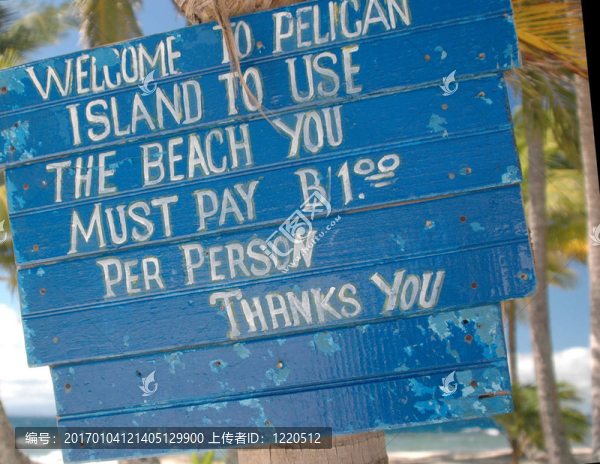 WELCOME TO PELICAN
ISLAND TO USE
THE BEACH YOU
MUST PAY B/1.00
PER PERSON
THANKS YOU
编号：20170104121405129900 上传者ID：1220512